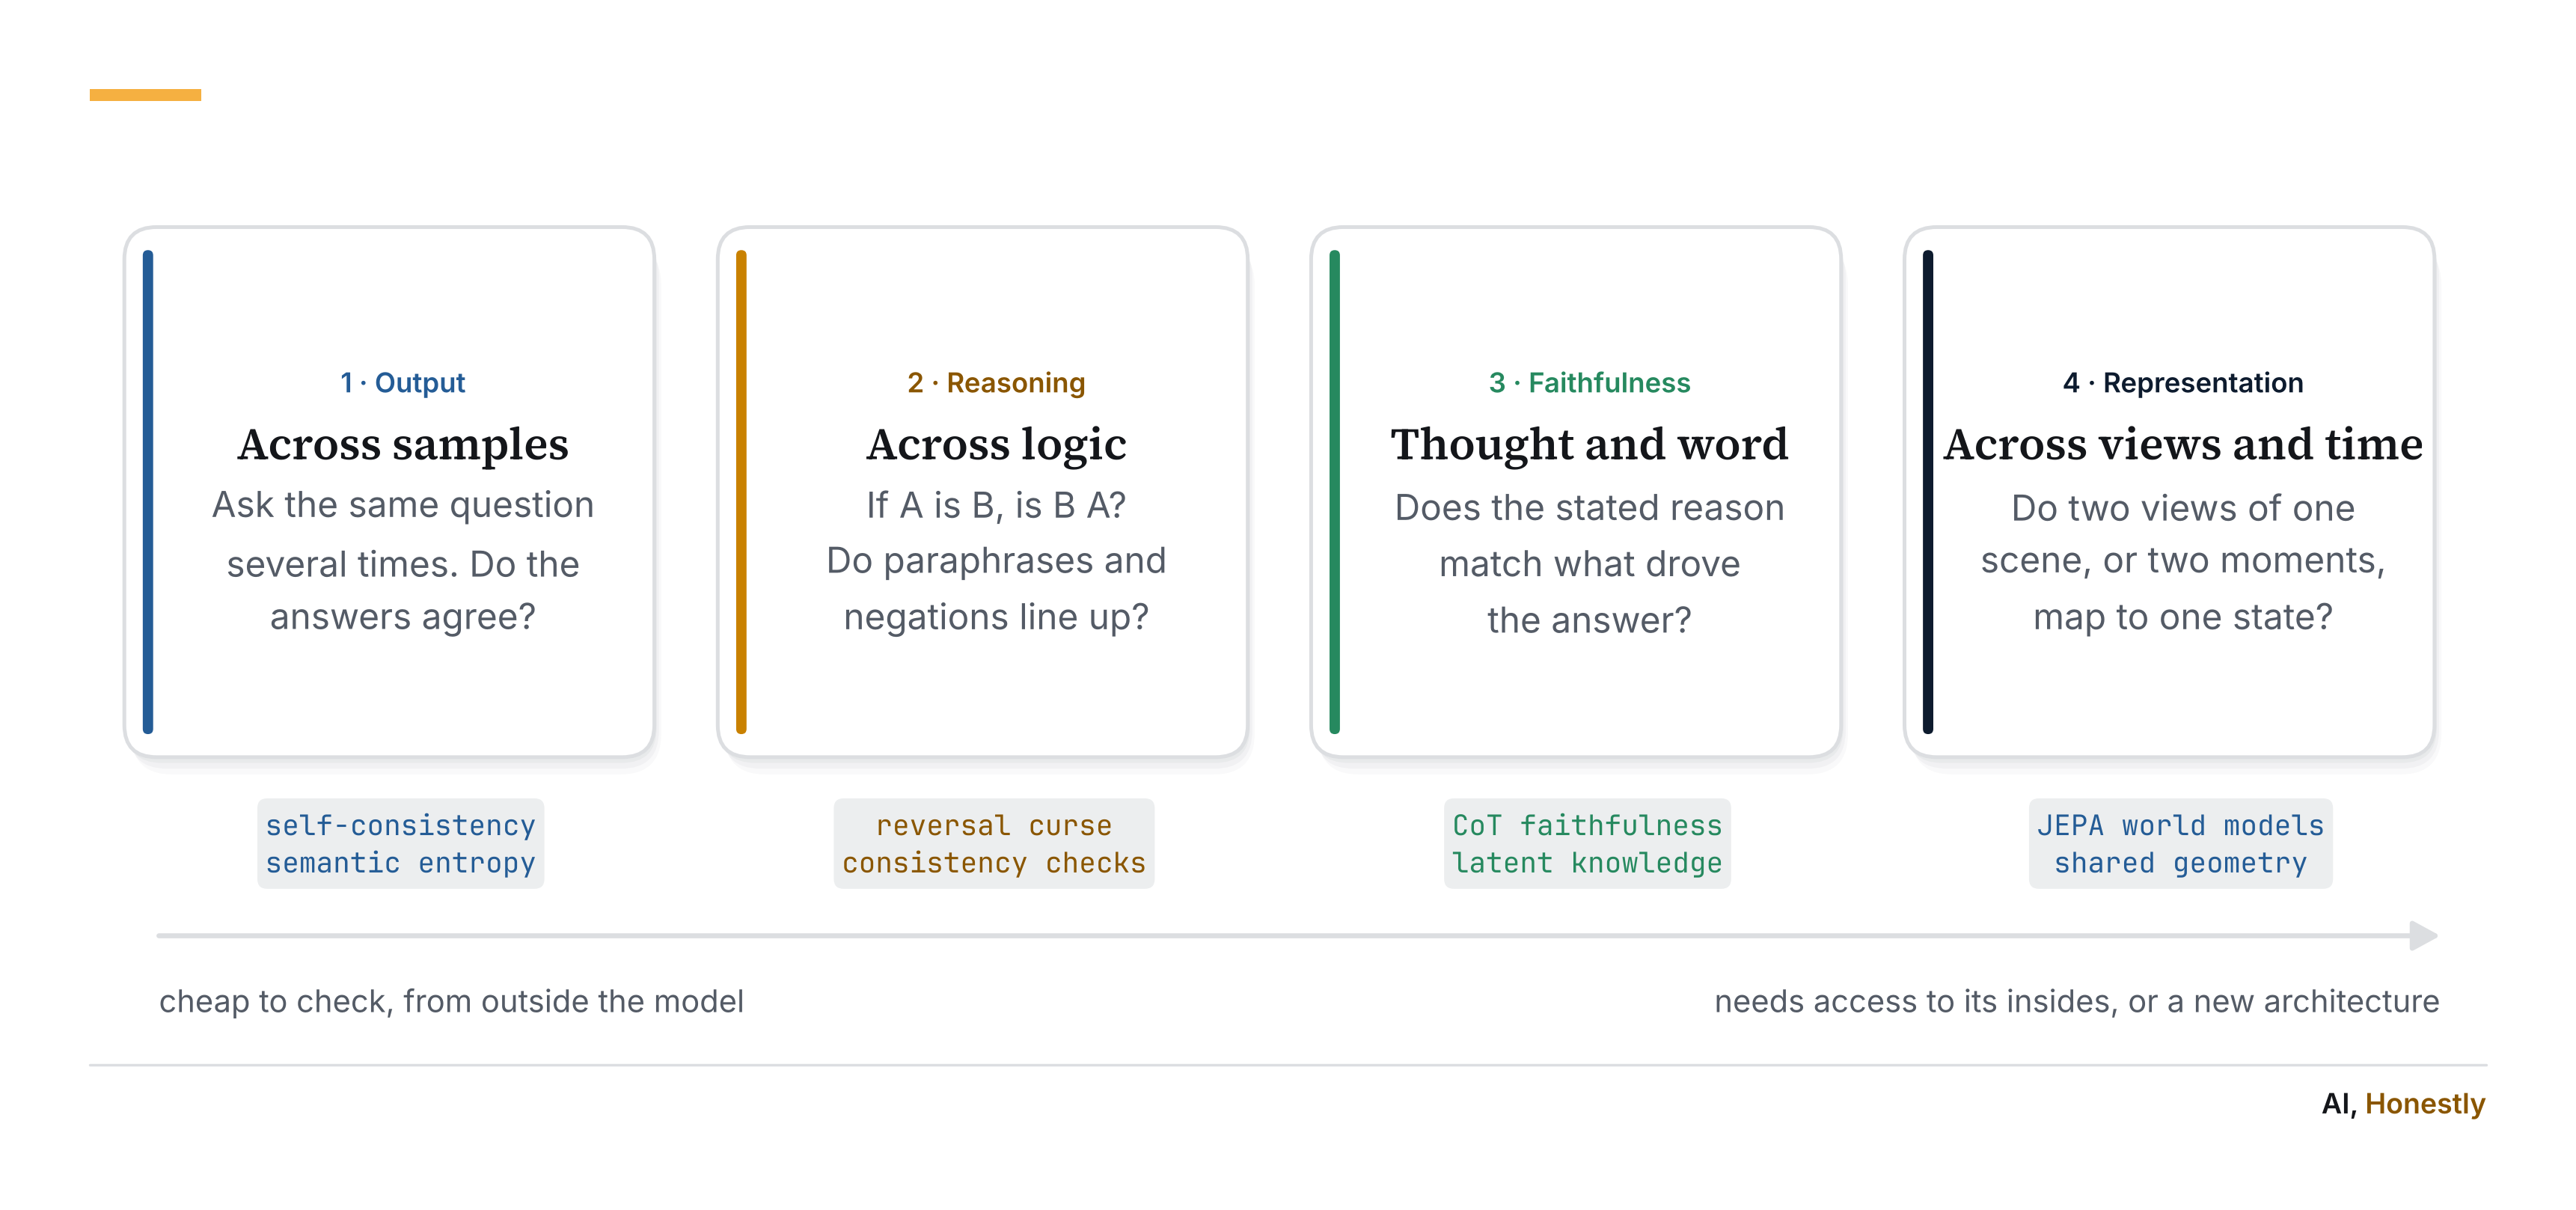 1 · Output
Across samples
Ask the same question
several times. Do the
answers agree?
self-consistency
semantic entropy
2 · Reasoning
Across logic
If A is B, is B A?
Do paraphrases and
negations line up?
reversal curse
consistency checks
3 · Faithfulness
Thought and word
Does the stated reason
match what drove
the answer?
CoT faithfulness
latent knowledge
4 · Representation
Across views and time
Do two views of one
scene, or two moments,
map to one state?
JEPA world models
shared geometry
cheap to check, from outside the model
needs access to its insides, or a new architecture
AI, Honestly